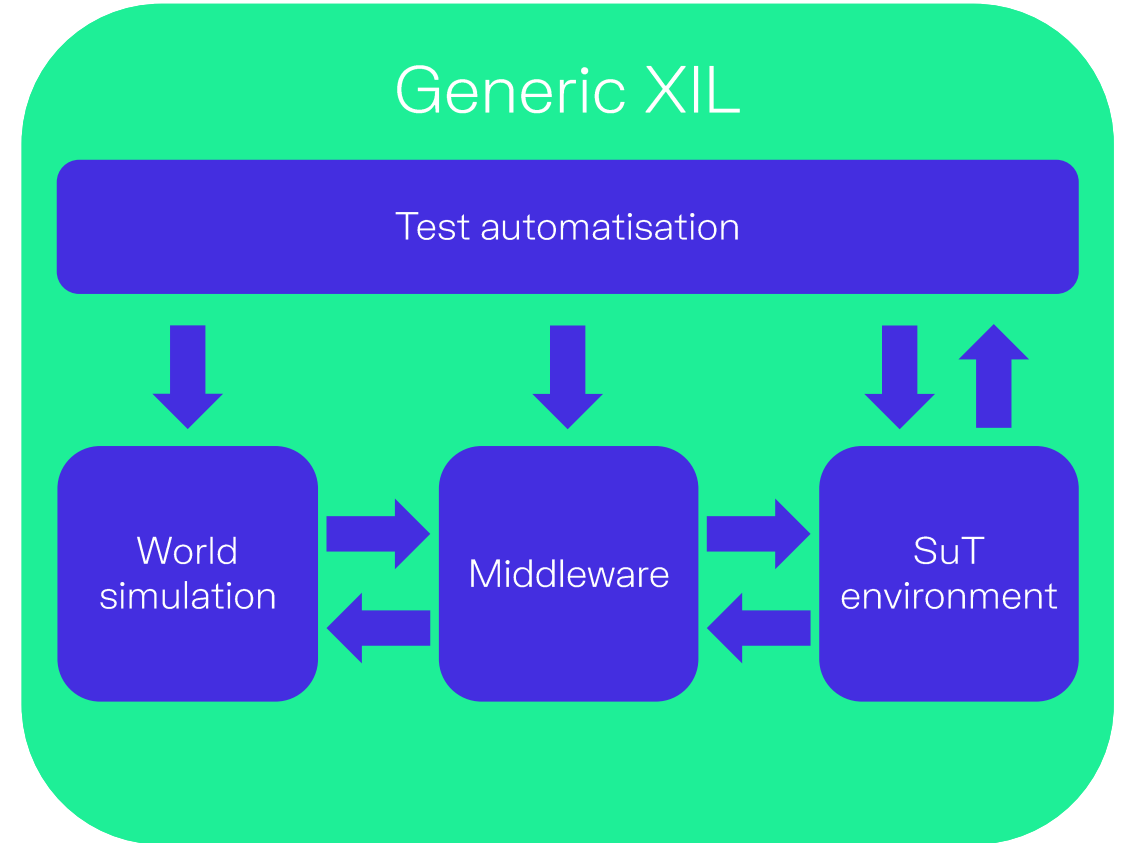 Generic XIL
Test automatisation
World
simulation
Middleware
SuT
environment